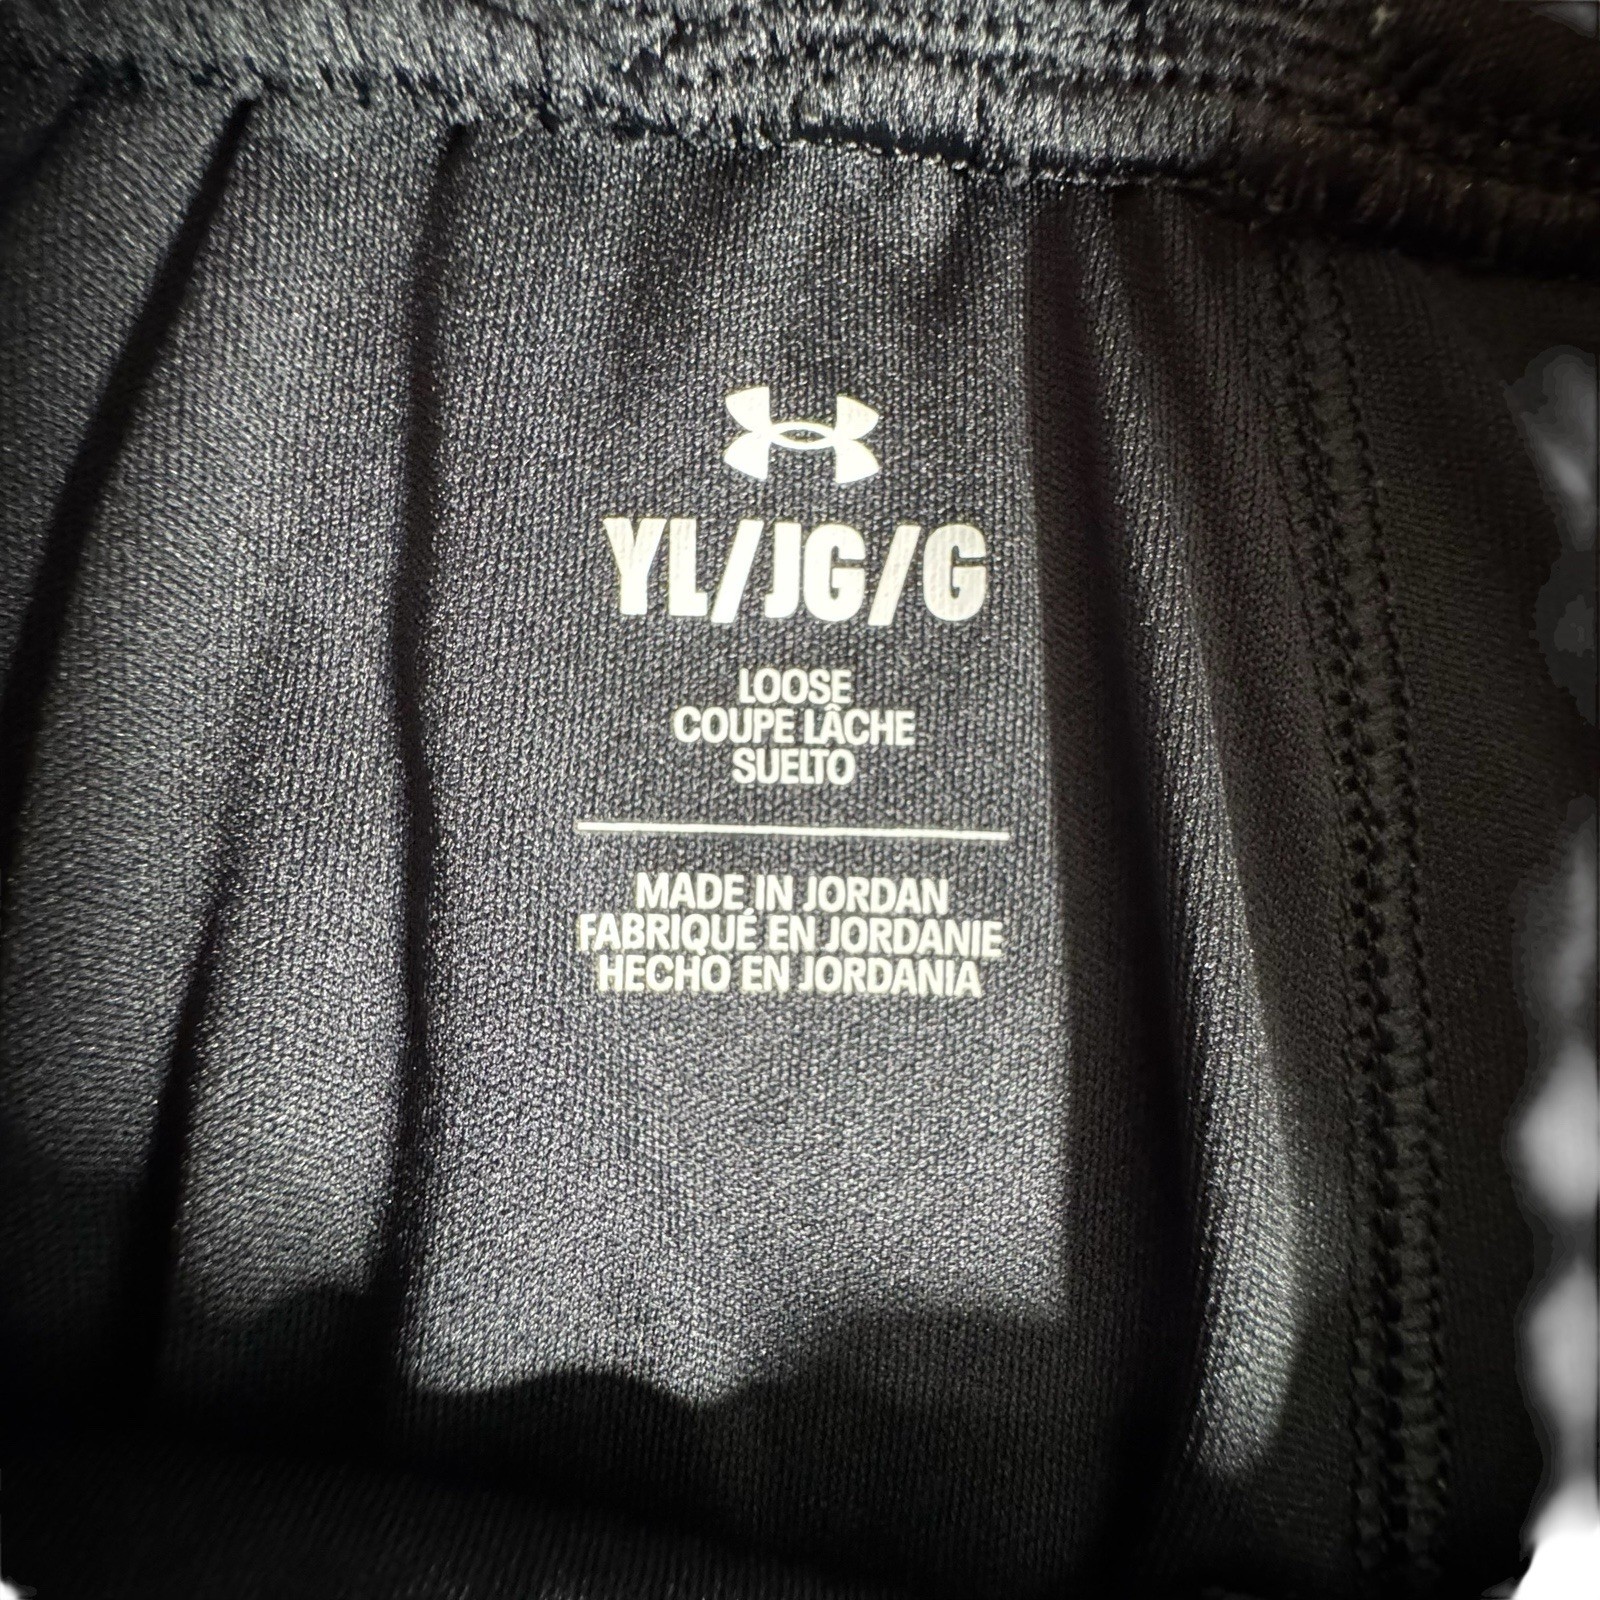 YL/JG/G
LOOSE
COUPE LÂCHE
SUELTO
MADE IN JORDAN
FABRIQUÉ EN JORDANIE
HECHO EN JORDANIA